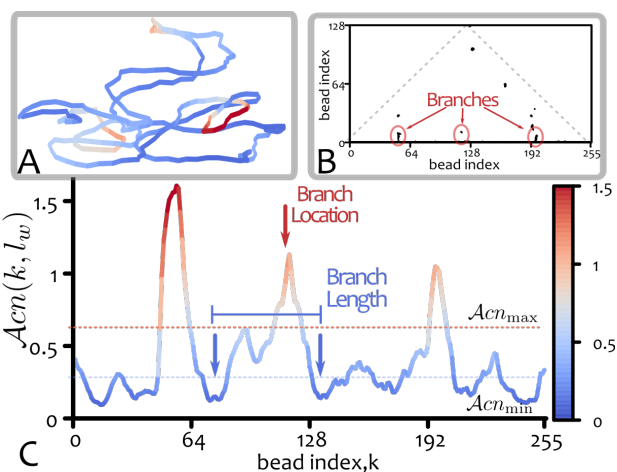 A
128
64
0
bead index
Branches
0
64
128
192
255
bead index
B
1.5
1
0.5
0
Acn(k, l_w)
Branch
Location
Branch
Length
Acn_max
Acn_min
0
64
128
192
255
bead index,k
C
1.5
1
0.5
0